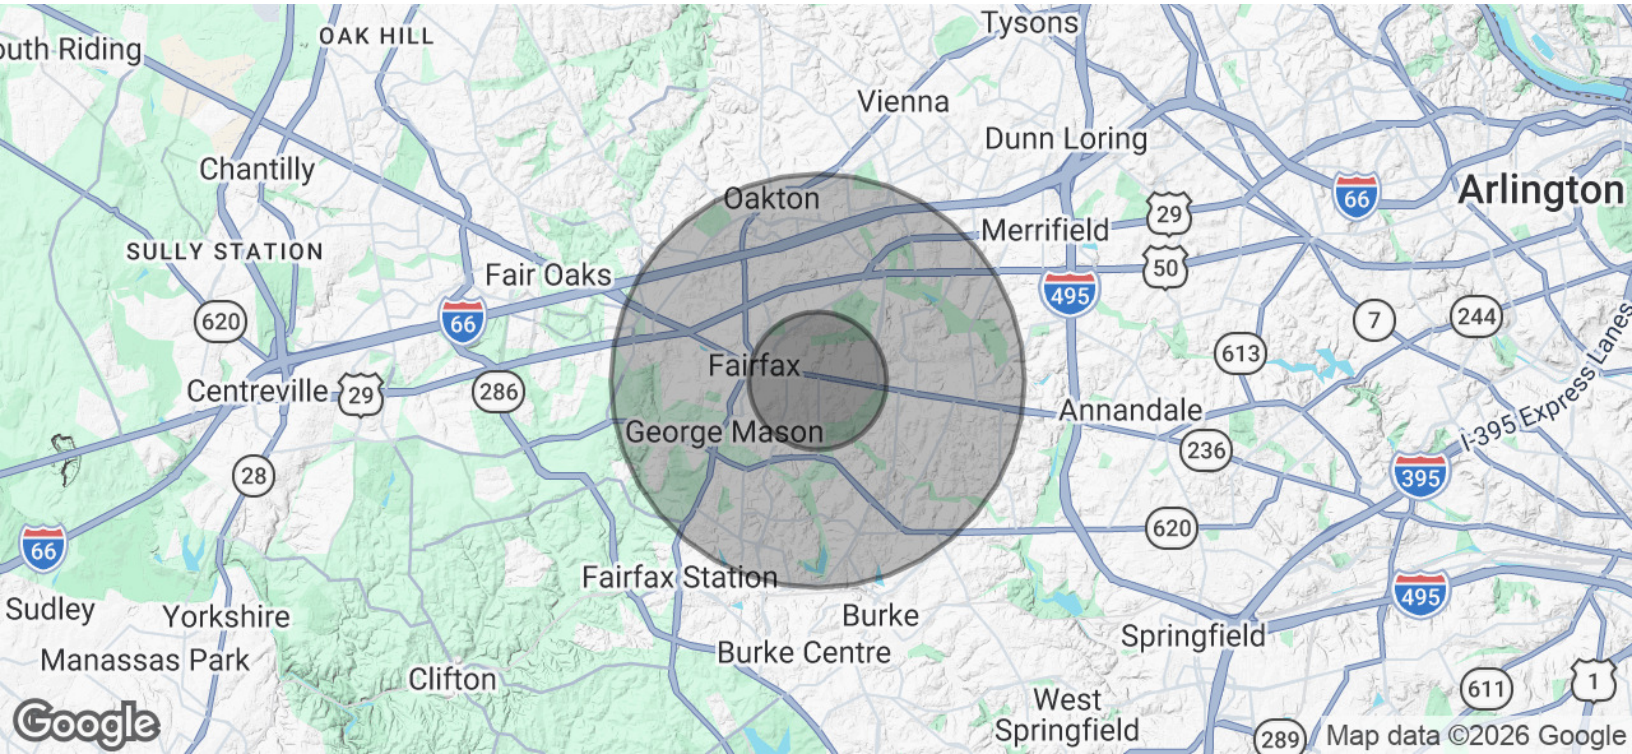 Tysons
OAK HILL
outh Riding
Vienna
Dunn Loring
Chantilly
Oakton
66
Arlington
29
Merrifield
SULLY STATION
50
Fair Oaks
495
620
66
7
244
613
Fairfax
Centreville
29
286
Annandale
I-395 Express Lanes
George Mason
236
28
395
620
66
Fairfax Station
495
Sudley
Yorkshire
Burke
Springfield
Burke Centre
Manassas Park
Clifton
1
611
West
Springfield
Google
289
Map data ©2026 Google